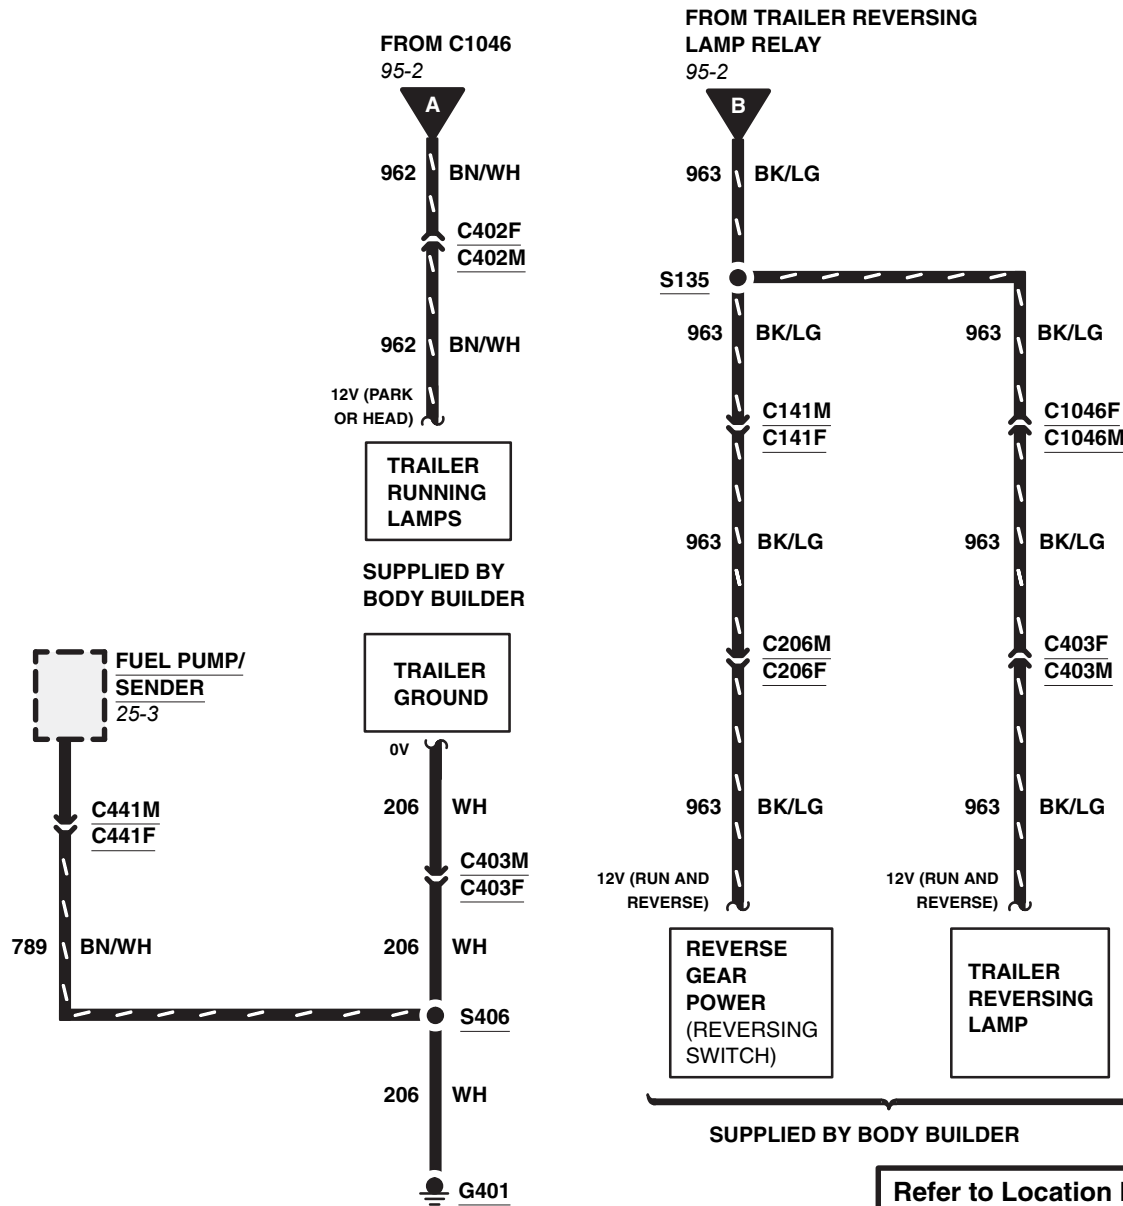 FROM C1046
95-2
A
962 BN/WH
C402F
C402M
962 BN/WH
12V (PARK
OR HEAD)
TRAILER
RUNNING
LAMPS
SUPPLIED BY
BODY BUILDER
TRAILER
GROUND
0V
206 WH
C403M
C403F
206 WH
S406
206 WH
G401
FUEL PUMP/
SENDER
25-3
C441M
C441F
789 BN/WH
FROM TRAILER REVERSING
LAMP RELAY
95-2
B
963 BK/LG
S135
963 BK/LG
C141M
C141F
963 BK/LG
C206M
C206F
963 BK/LG
12V (RUN AND
REVERSE)
REVERSE
GEAR
POWER
(REVERSING
SWITCH)
963 BK/LG
C1046F
C1046M
963 BK/LG
C403F
C403M
963 BK/LG
12V (RUN AND
REVERSE)
TRAILER
REVERSING
LAMP
SUPPLIED BY BODY BUILDER
Refer to Location